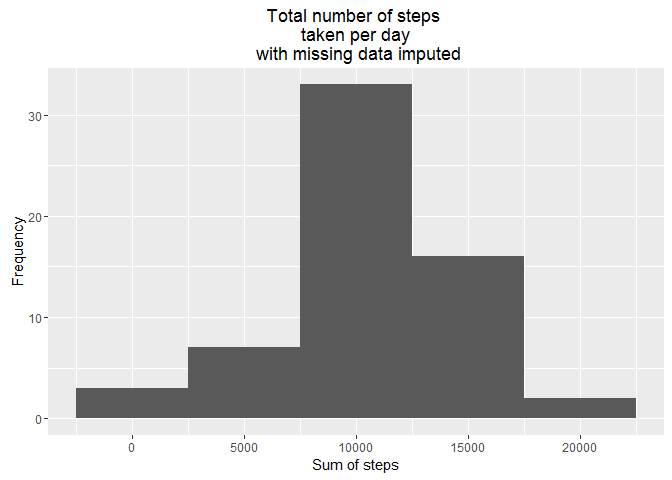 Total number of steps
taken per day
with missing data imputed
Frequency
30
20
10
0
0 5000 10000 15000 20000
Sum of steps